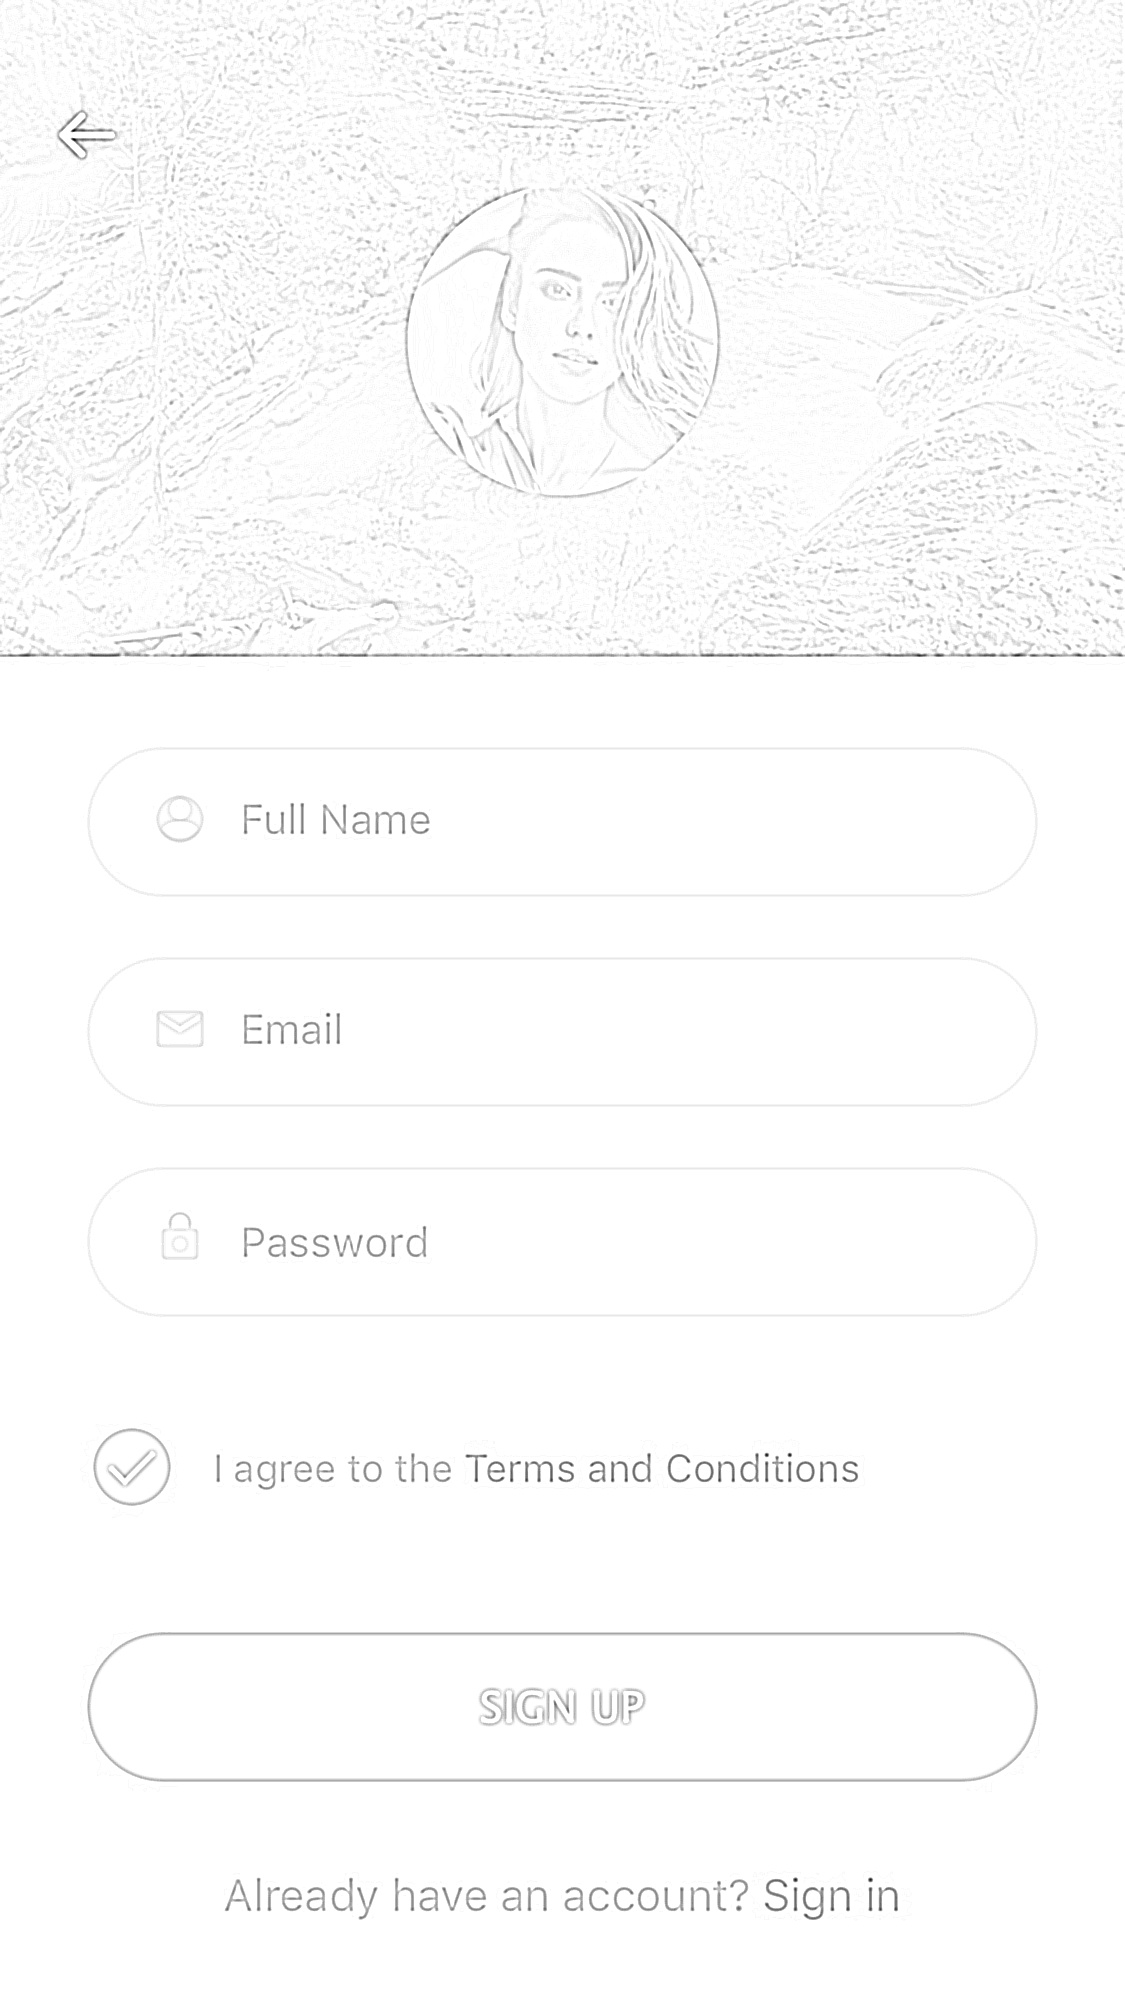 Full Name
Email
Password
I agree to the Terms and Conditions
SIGN UP
Already have an account? Sign in